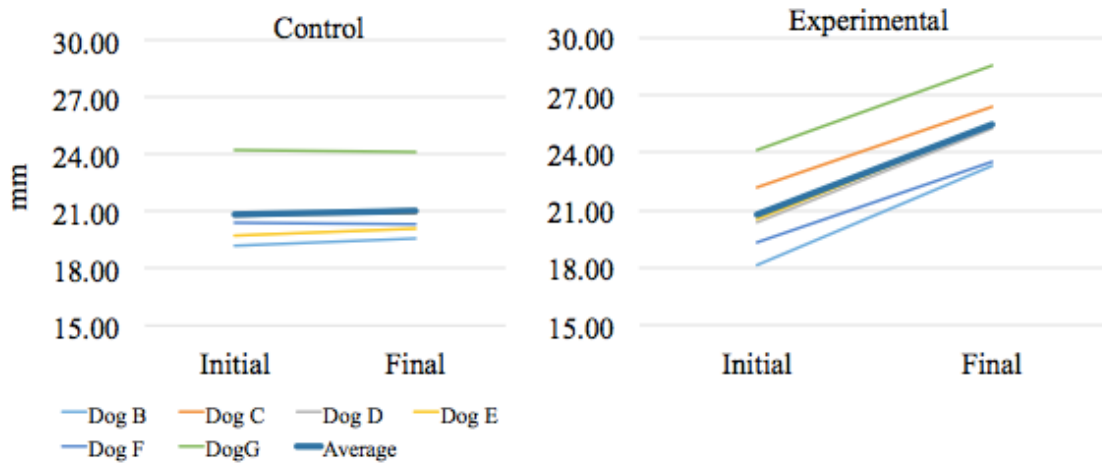 Control
30.00
27.00
24.00
21.00
18.00
15.00
mm
Initial Final
Experimental
30.00
27.00
24.00
21.00
18.00
15.00
Initial Final
Dog B Dog C Dog D Dog E
Dog F DogG Average